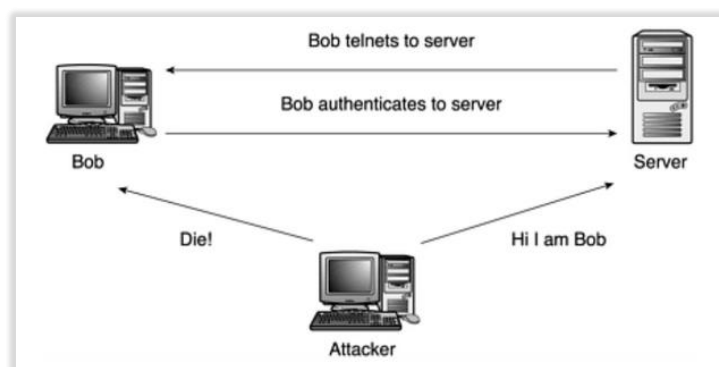 Bob telnets to server
Bob authenticates to server
Bob
Server
Die!
Hi I am Bob
Attacker